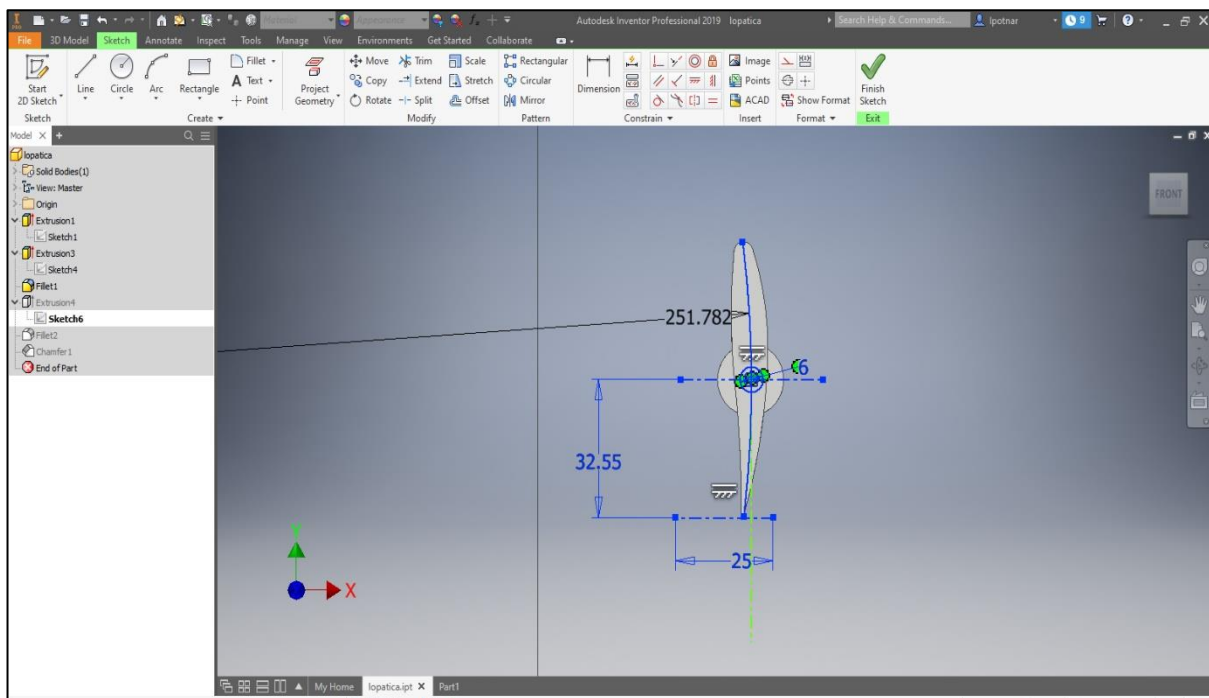 PRO
Material
Appearance
Autodesk Inventor Professional 2019 lopatica
Search Help & Commands...
lpotnar
9
File 3D Model Sketch Annotate Inspect Tools Manage View Environments Get Started Collaborate
Start
2D Sketch
Line
Circle
Arc
Rectangle
Fillet
Text
Point
Project
Geometry
Move Trim Scale
Copy Extend Stretch
Rotate Split Offset
Rectangular
Circular
Mirror
Dimension
Image
Points
ACAD
Show Format
Finish
Sketch
Sketch Create Modify Pattern Constrain Insert Format Exit
Model
lopatica
Solid Bodies(1)
View: Master
Origin
Extrusion1
Sketch1
Extrusion3
Sketch4
Fillet1
Extrusion4
Sketch6
Fillet2
Chamfer1
End of Part
FRONT
251.782
6
32.55
25
Y
X
My Home lopatica.ipt Part1